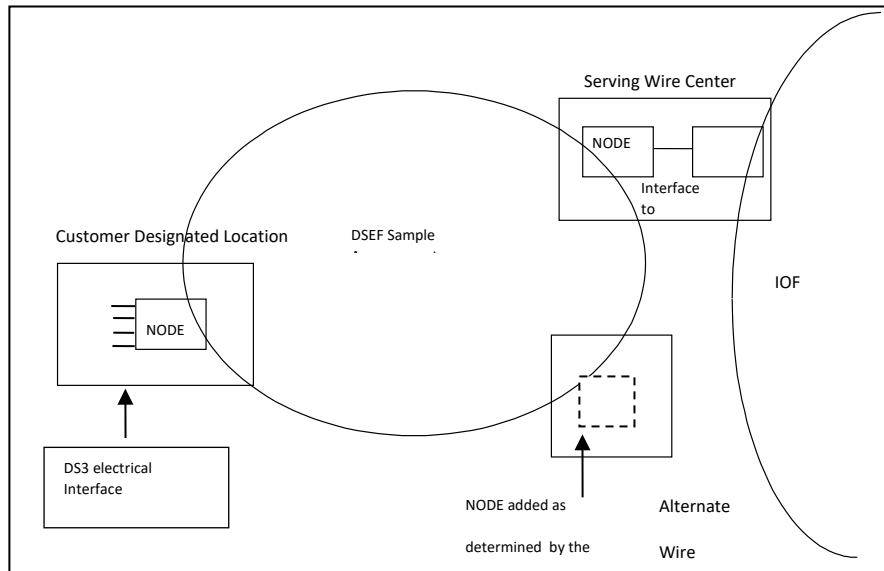 Serving Wire Center
NODE
Interface
to
Customer Designated Location
DSEF Sample
IOF
NODE
DS3 electrical
Interface
NODE added as
determined by the
Alternate
Wire